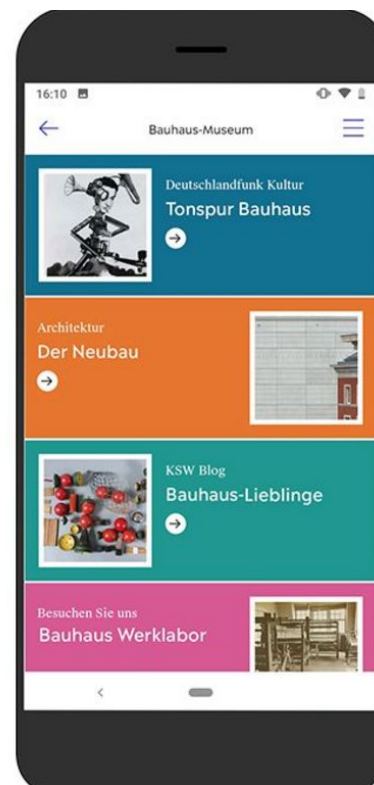 16:10
Bauhaus-Museum
Deutschlandfunk Kultur
Tonspur Bauhaus
Architektur
Der Neubau
KSW Blog
Bauhaus-Lieblinge
Besuchen Sie uns
Bauhaus Werklabor